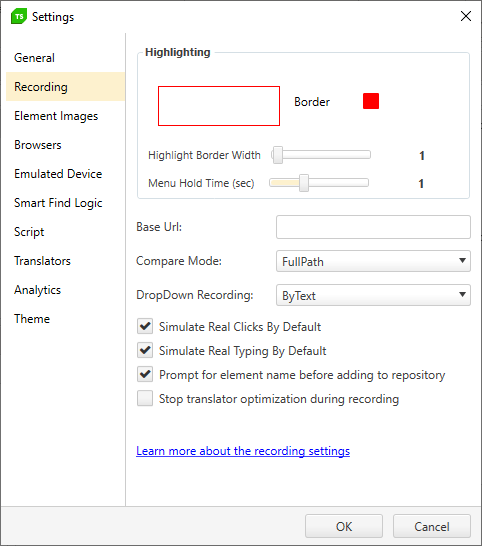 TS Settings
General
Recording
Element Images
Browsers
Emulated Device
Smart Find Logic
Script
Translators
Analytics
Theme
Highlighting
Border
Highlight Border Width 1
Menu Hold Time (sec) 1
Base Url:
Compare Mode: FullPath
DropDown Recording: ByText
Simulate Real Clicks By Default
Simulate Real Typing By Default
Prompt for element name before adding to repository
Stop translator optimization during recording
Learn more about the recording settings
OK Cancel